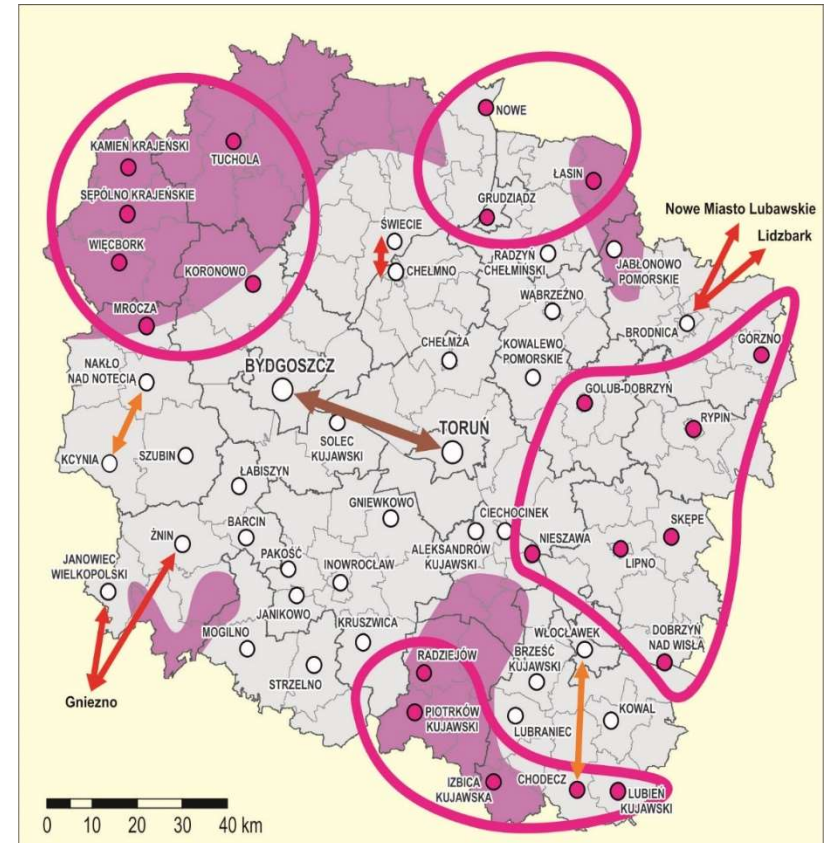 NOWE
KAMIEŃ KRAJEŃSKI
TUCHOLA
ŁASIN
SĘPÓLNO KRAJEŃSKIE
GRUDZIĄDZ
Nowe Miasto Lubawskie
ŚWIECIE
Lidzbark
WIĘCBORK
RADZYŃ
CHEŁMIŃSKI
JABŁONOWO
POMORSKIE
KORONOWO
CHEŁMNO
MROCZA
WĄBRZEŹNO
BRODNICA
CHEŁMŻA
KOWALEWO
POMORSKIE
GÓRZNO
NAKŁO
NAD NOTECIĄ
BYDGOSZCZ
GOLUB-DOBRZYŃ
TORUŃ
RYPIN
SOLEC
KUJAWSKI
KCYNIA
SZUBIN
ŁABISZYN
GNIEWKOWO
CIECHOCINEK
SKĘPE
ŻNIN
BARCIN
ALEKSANDRÓW
KUJAWSKI
NIESZAWA
JANOWIEC
WIELKOPOLSKI
PAKOŚĆ
INOWROCŁAW
LIPNO
JANIKOWO
MOGILNO
KRUSZWICA
WŁOCŁAWEK
DOBRZYŃ
NAD WISŁĄ
STRZELNO
RADZIEJÓW
BRZEŚĆ
KUJAWSKI
Gniezno
PIOTRKÓW
KUJAWSKI
LUBRANIEC
KOWAL
IZBICA
KUJAWSKA
CHODECZ
LUBIEŃ
KUJAWSKI
0 10 20 30 40 km